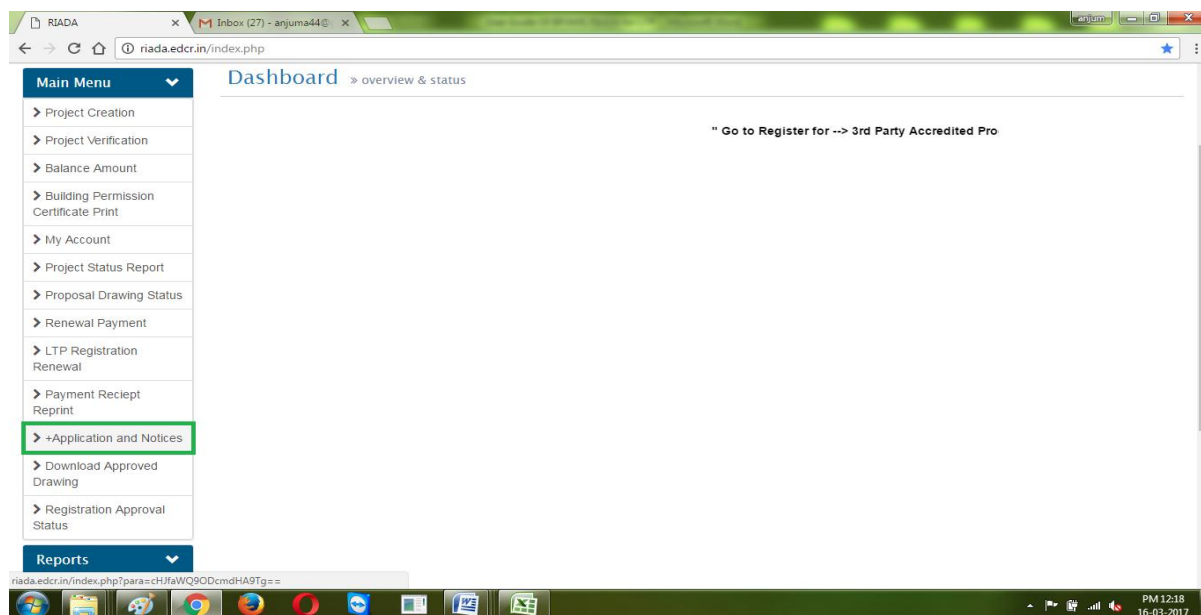 RIADA
Inbox (27) - anjuma44@
anjum
riada.edcr.in/index.php
Main Menu
Dashboard » overview & status
Project Creation
" Go to Register for --> 3rd Party Accredited Pro
Project Verification
Balance Amount
Building Permission
Certificate Print
My Account
Project Status Report
Proposal Drawing Status
Renewal Payment
LTP Registration
Renewal
Payment Reciept
Reprint
+Application and Notices
Download Approved
Drawing
Registration Approval
Status
Reports
riada.edcr.in/index.php?para=cHJfaWQ9ODcmdHA9Tg==
PM 12:18
16-03-2017